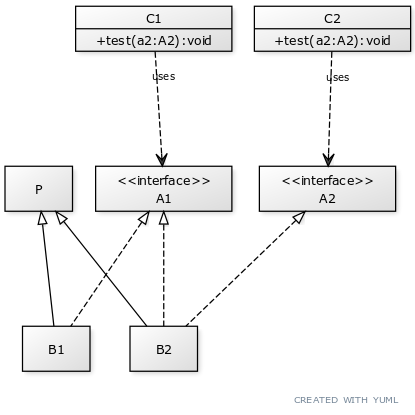 C1
+test(a2:A2):void
C2
+test(a2:A2):void
uses
uses
P
<<interface>>
A1
<<interface>>
A2
B1
B2
CREATED WITH YUML